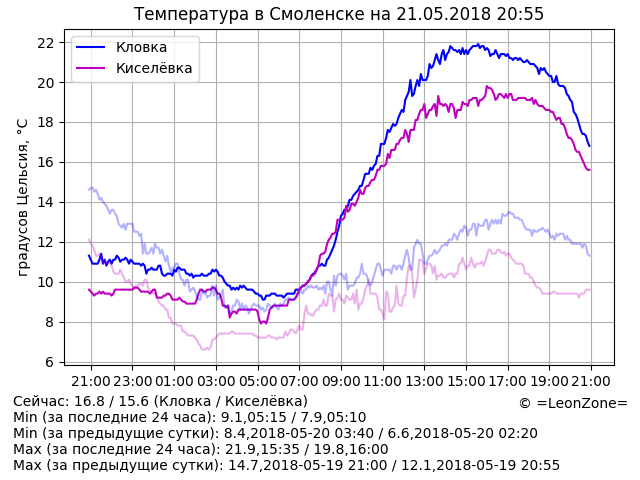 Температура в Смоленске на 21.05.2018 20:55
Кловка
Киселёвка
градусов Цельсия, °C
22
20
18
16
14
12
10
8
6
21:00 23:00 01:00 03:00 05:00 07:00 09:00 11:00 13:00 15:00 17:00 19:00 21:00
Сейчас: 16.8 / 15.6 (Кловка / Киселёвка)
© =LeonZone=
Min (за последние 24 часа): 9.1,05:15 / 7.9,05:10
Min (за предыдущие сутки): 8.4,2018-05-20 03:40 / 6.6,2018-05-20 02:20
Max (за последние 24 часа): 21.9,15:35 / 19.8,16:00
Max (за предыдущие сутки): 14.7,2018-05-19 21:00 / 12.1,2018-05-19 20:55